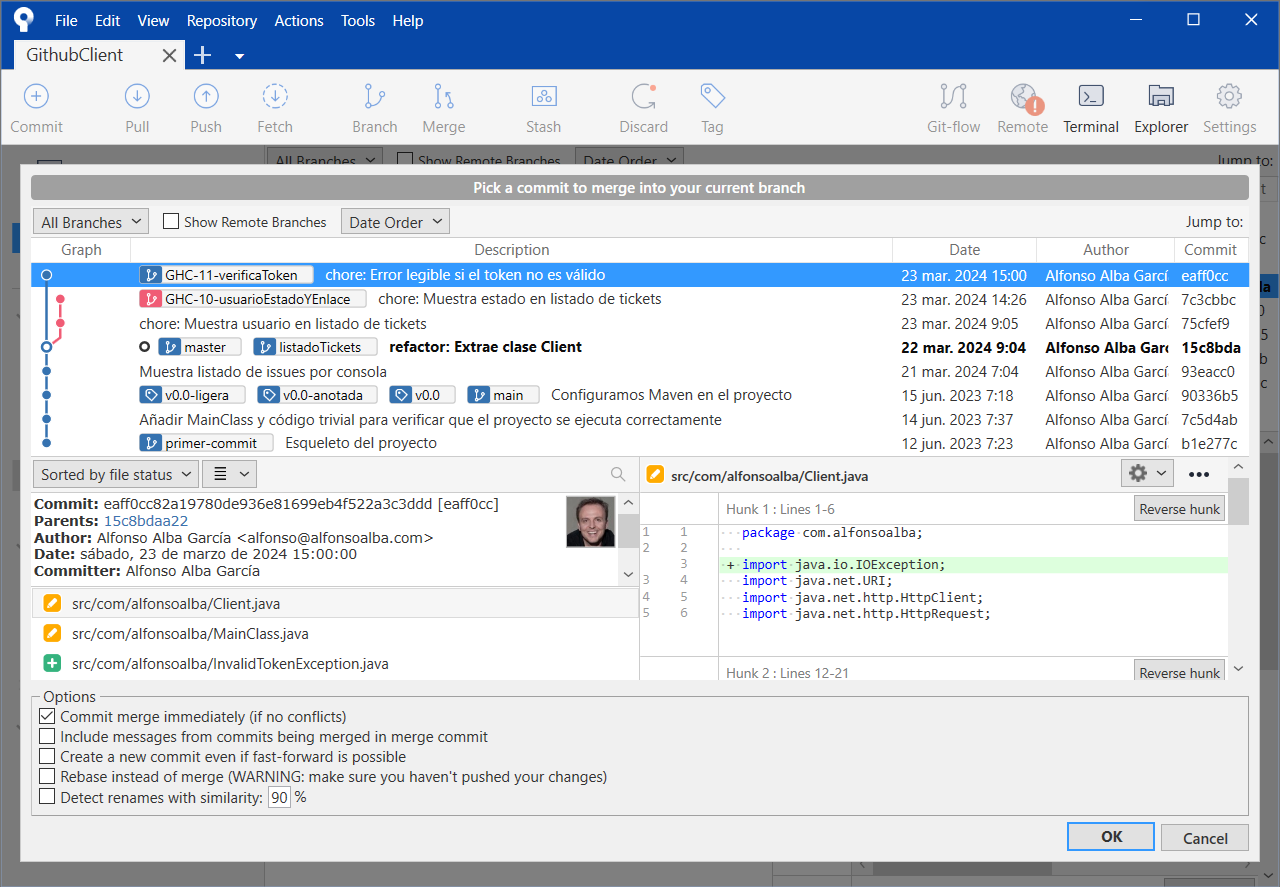 File Edit View Repository Actions Tools Help
GithubClient
Commit Pull Push Fetch Branch Merge Stash Discard Tag Git-flow Remote Terminal Explorer Settings
All Branches Show Remote Branches Date Order Jump to:
Pick a commit to merge into your current branch
All Branches Show Remote Branches Date Order Jump to:
Graph Description Date Author Commit
GHC-11-verificaToken chore: Error legible si el token no es válido 23 mar. 2024 15:00 Alfonso Alba Garcí eaff0cc
GHC-10-usuarioEstadoYEnlace chore: Muestra estado en listado de tickets 23 mar. 2024 14:26 Alfonso Alba Garcí 7c3cbbc
chore: Muestra usuario en listado de tickets 23 mar. 2024 9:05 Alfonso Alba Garcí 75cfef9
master listadoTickets refactor: Extrae clase Client 22 mar. 2024 9:04 Alfonso Alba Garc 15c8bda
Muestra listado de issues por consola 21 mar. 2024 7:04 Alfonso Alba Garcí 93eacc0
v0.0-ligera v0.0-anotada v0.0 main Configuramos Maven en el proyecto 15 jun. 2023 7:18 Alfonso Alba Garcí 90336b5
Añadir MainClass y código trivial para verificar que el proyecto se ejecuta correctamente 14 jun. 2023 7:37 Alfonso Alba Garcí 7c5d4ab
primer-commit Esqueleto del proyecto 12 jun. 2023 7:23 Alfonso Alba Garcí b1e277c
Sorted by file status
Commit: eaff0cc82a19780de936e81699eb4f522a3c3ddd [eaff0cc]
Parents: 15c8bdaa22
Author: Alfonso Alba García <alfonso@alfonsoalba.com>
Date: sábado, 23 de marzo de 2024 15:00:00
Committer: Alfonso Alba García
src/com/alfonsoalba/Client.java
src/com/alfonsoalba/MainClass.java
src/com/alfonsoalba/InvalidTokenException.java
src/com/alfonsoalba/Client.java
Hunk 1 : Lines 1-6 Reverse hunk
1 1 package com.alfonsoalba;
2 2
3 + import java.io.IOException;
3 4 import java.net.URI;
4 5 import java.net.http.HttpClient;
5 6 import java.net.http.HttpRequest;
Hunk 2 : Lines 12-21 Reverse hunk
Options
Commit merge immediately (if no conflicts)
Include messages from commits being merged in merge commit
Create a new commit even if fast-forward is possible
Rebase instead of merge (WARNING: make sure you haven't pushed your changes)
Detect renames with similarity: 90 %
OK Cancel